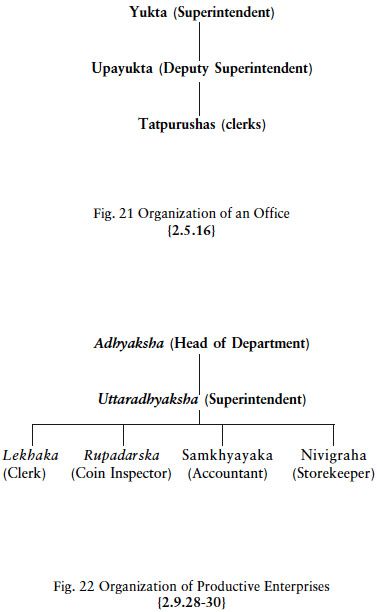 Yukta (Superintendent)
Upayukta (Deputy Superintendent)
Tatpurushas (clerks)
Fig. 21 Organization of an Office
{2.5.16}
Adhyaksha (Head of Department)
Uttaradhyaksha (Superintendent)
Lekhaka Rupadarska Samkhyayaka Nivigraha
(Clerk) (Coin Inspector) (Accountant) (Storekeeper)
Fig. 22 Organization of Productive Enterprises
{2.9.28-30}